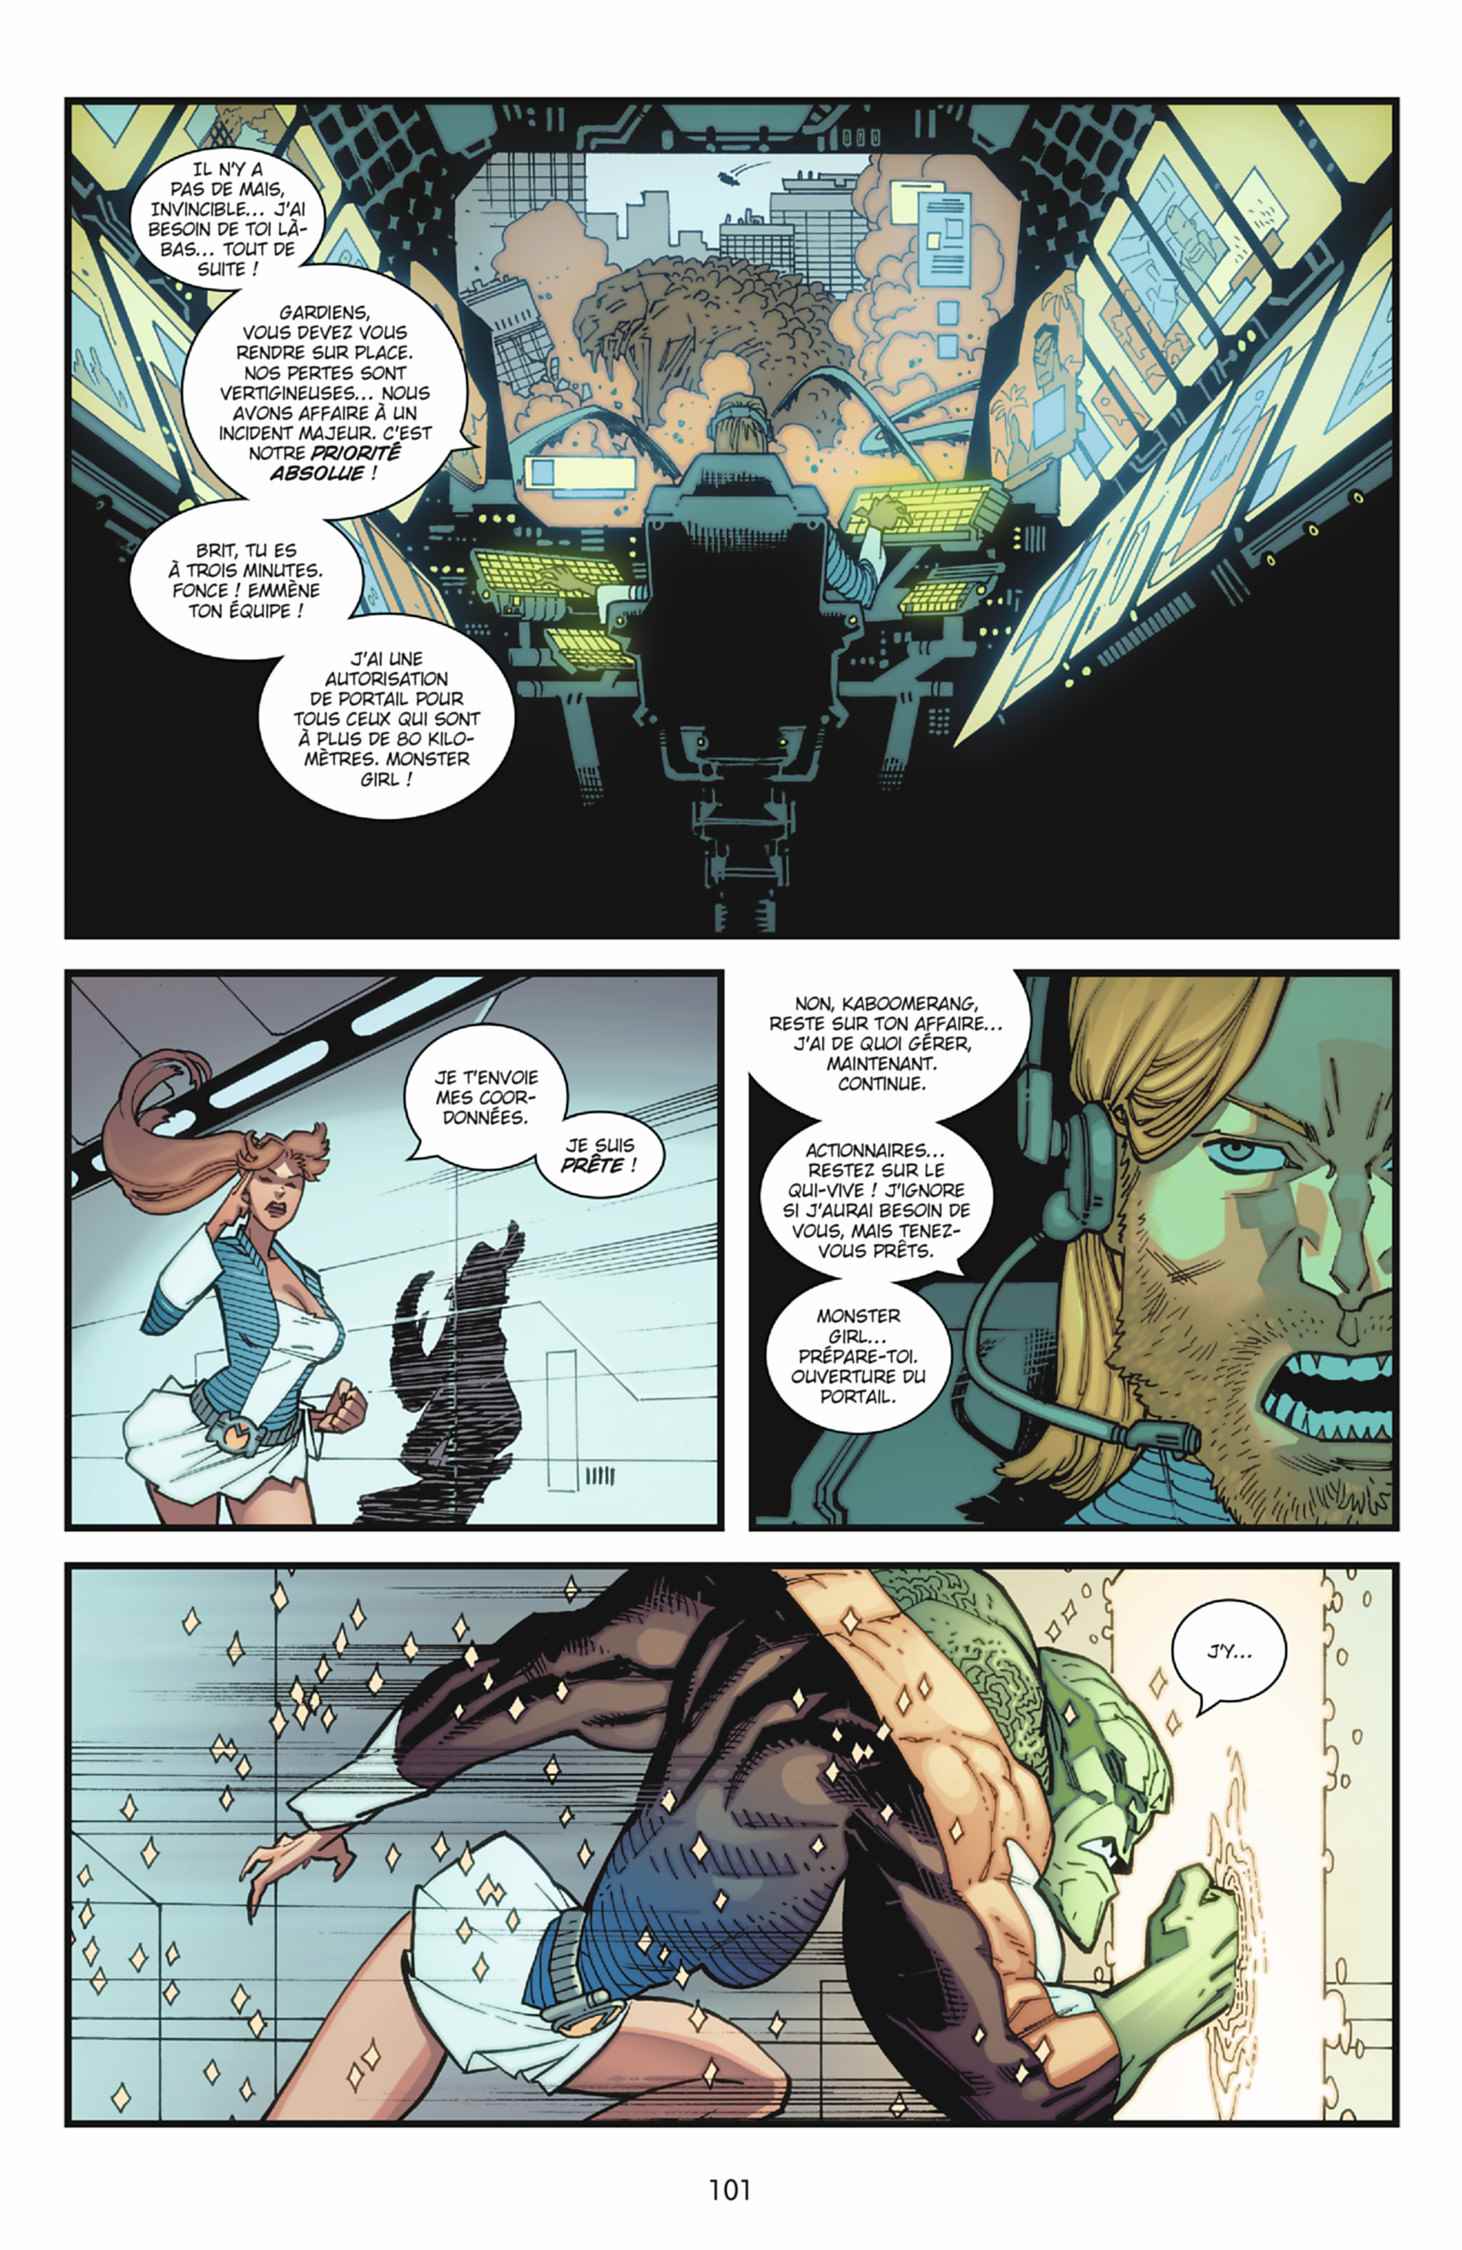 IL N'Y A
PAS DE MAIS,
INVINCIBLE... J'AI
BESOIN DE TOI LÀ-
BAS... TOUT DE
SUITE !
GARDIENS,
VOUS DEVEZ VOUS
RENDRE SUR PLACE.
NOS PERTES SONT
VERTIGINEUSES... NOUS
AVONS AFFAIRE À UN
INCIDENT MAJEUR. C'EST
NOTRE PRIORITÉ
ABSOLUE !
BRIT, TU ES
À TROIS MINUTES.
FONCE ! EMMÈNE
TON ÉQUIPE !
J'AI UNE
AUTORISATION
DE PORTAIL POUR
TOUS CEUX QUI SONT
À PLUS DE 80 KILO-
MÈTRES. MONSTER
GIRL !
JE T'ENVOIE
MES COOR-
DONNÉES.
JE SUIS
PRÊTE !
NON, KABOOMERANG,
RESTE SUR TON AFFAIRE...
J'AI DE QUOI GÉRER,
MAINTENANT.
CONTINUE.
ACTIONNAIRES...
RESTEZ SUR LE
QUI-VIVE ! J'IGNORE
SI J'AURAI BESOIN DE
VOUS, MAIS TENEZ-
VOUS PRÊTS.
MONSTER
GIRL...
PRÉPARE-TOI.
OUVERTURE DU
PORTAIL.
J'Y...
101